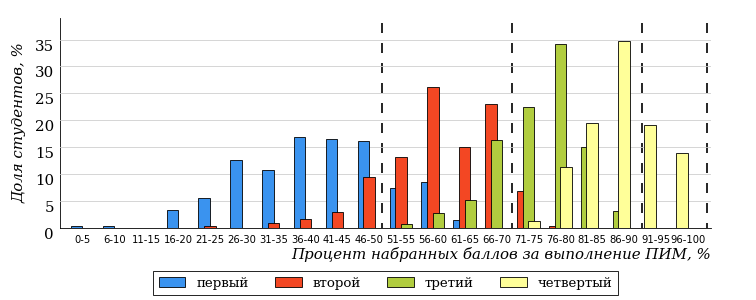 Доля студентов, %
35
30
25
20
15
10
5
0
0-5 6-10 11-15 16-20 21-25 26-30 31-35 36-40 41-45 46-50 51-55 56-60 61-65 66-70 71-75 76-80 81-85 86-90 91-95 96-100
Процент набранных баллов за выполнение ПИМ, %
первый второй третий четвертый